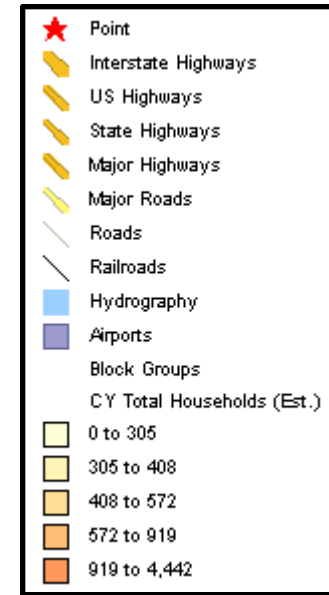 Point
Interstate Highways
US Highways
State Highways
Major Highways
Major Roads
Roads
Railroads
Hydrography
Airports
Block Groups
CY Total Households (Est.)
0 to 305
305 to 408
408 to 572
572 to 919
919 to 4,442